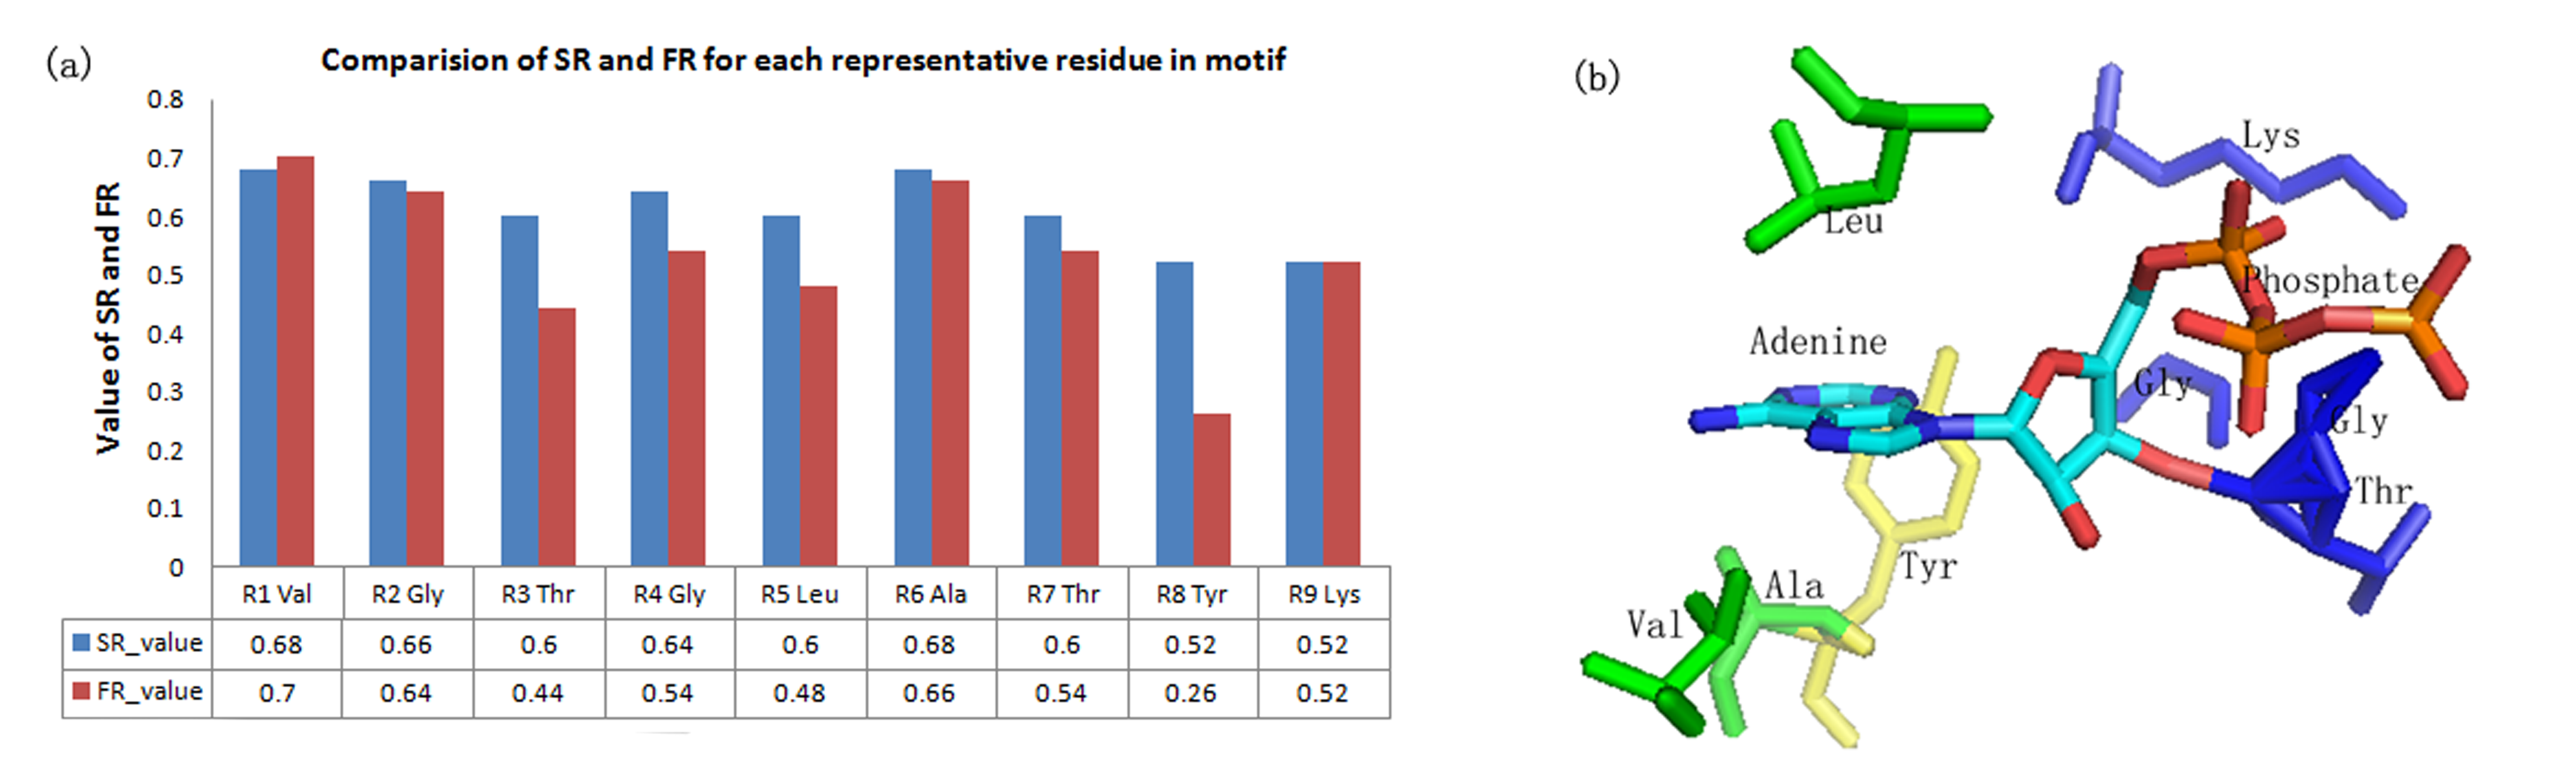 (a)
Comparision of SR and FR for each representative residue in motif
Value of SR and FR
0.8
0.7
0.6
0.5
0.4
0.3
0.2
0.1
0
R1 Val R2 Gly R3 Thr R4 Gly R5 Leu R6 Ala R7 Thr R8 Tyr R9 Lys
SR_value 0.68 0.66 0.6 0.64 0.6 0.68 0.6 0.52 0.52
FR_value 0.7 0.64 0.44 0.54 0.48 0.66 0.54 0.26 0.52
(b)
Lys
Leu
Phosphate
Adenine
Gly
Gly
Thr
Tyr
Ala
Val